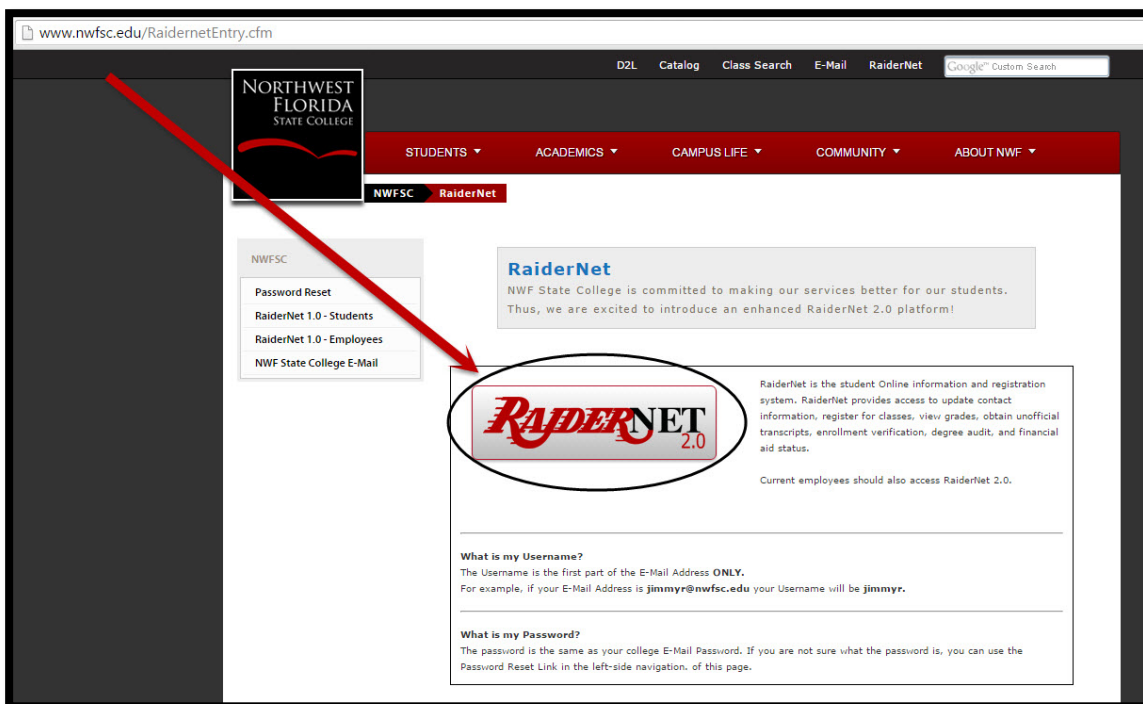 www.nwfsc.edu/RaidernetEntry.cfm
D2L Catalog Class Search E-Mail RaiderNet Google™ Custom Search
NORTHWEST
FLORIDA
STATE COLLEGE
STUDENTS ACADEMICS CAMPUS LIFE COMMUNITY ABOUT NWF
NWFSC RaiderNet
NWFSC
Password Reset
RaiderNet 1.0 - Students
RaiderNet 1.0 - Employees
NWF State College E-Mail
RaiderNet
NWF State College is committed to making our services better for our students.
Thus, we are excited to introduce an enhanced RaiderNet 2.0 platform!
RAIDERNET
2.0
RaiderNet is the student Online information and registration
system. RaiderNet provides access to update contact
information, register for classes, view grades, obtain unofficial
transcripts, enrollment verification, degree audit, and financial
aid status.
Current employees should also access RaiderNet 2.0.
What is my Username?
The Username is the first part of the E-Mail Address ONLY.
For example, if your E-Mail Address is jimmyr@nwfsc.edu your Username will be jimmyr.
What is my Password?
The password is the same as your college E-Mail Password. If you are not sure what the password is, you can use the
Password Reset Link in the left-side navigation. of this page.